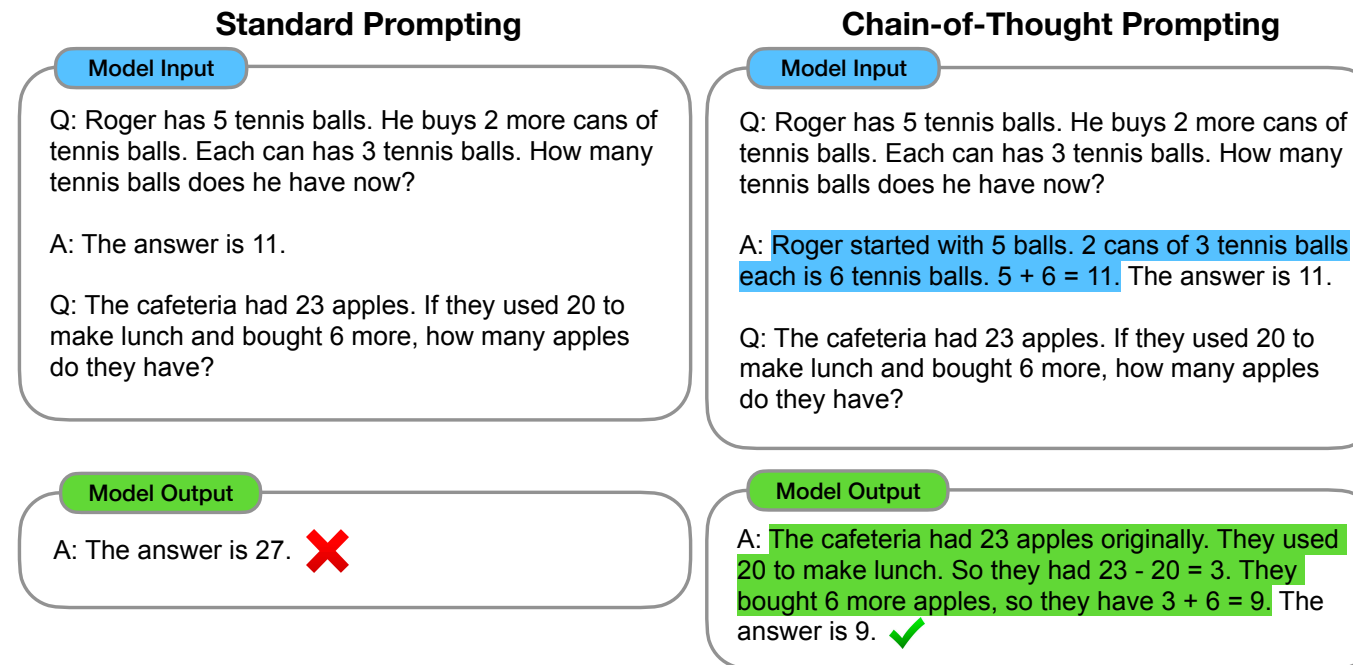 Standard Prompting
Model Input
Q: Roger has 5 tennis balls. He buys 2 more cans of
tennis balls. Each can has 3 tennis balls. How many
tennis balls does he have now?
A: The answer is 11.
Q: The cafeteria had 23 apples. If they used 20 to
make lunch and bought 6 more, how many apples
do they have?
Model Output
A: The answer is 27.
Chain-of-Thought Prompting
Model Input
Q: Roger has 5 tennis balls. He buys 2 more cans of
tennis balls. Each can has 3 tennis balls. How many
tennis balls does he have now?
A: Roger started with 5 balls. 2 cans of 3 tennis balls
each is 6 tennis balls. 5 + 6 = 11. The answer is 11.
Q: The cafeteria had 23 apples. If they used 20 to
make lunch and bought 6 more, how many apples
do they have?
Model Output
A: The cafeteria had 23 apples originally. They used
20 to make lunch. So they had 23 - 20 = 3. They
bought 6 more apples, so they have 3 + 6 = 9. The
answer is 9.